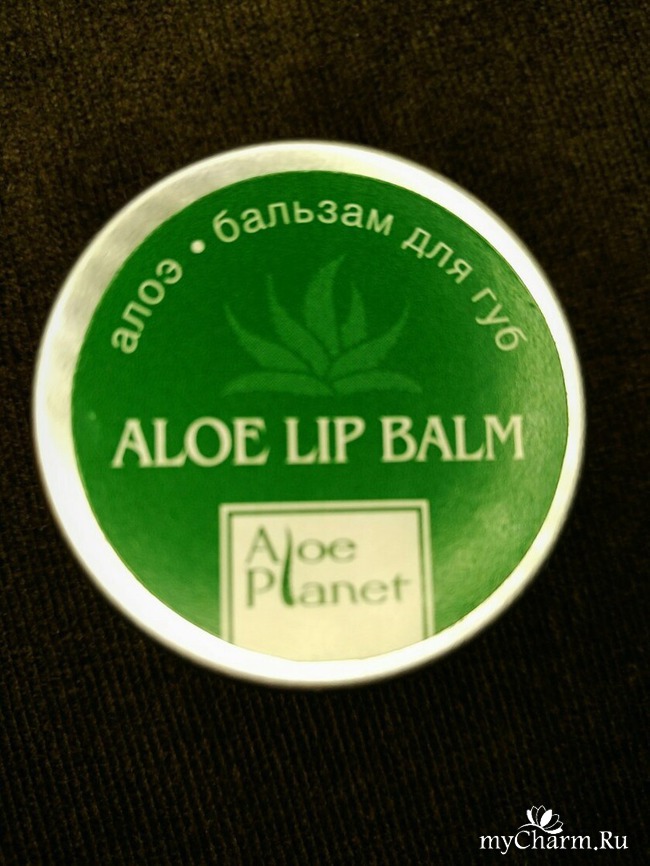 алоэ • бальзам для губ
ALOE LIP BALM
Aloe
Planet
myCharm.Ru